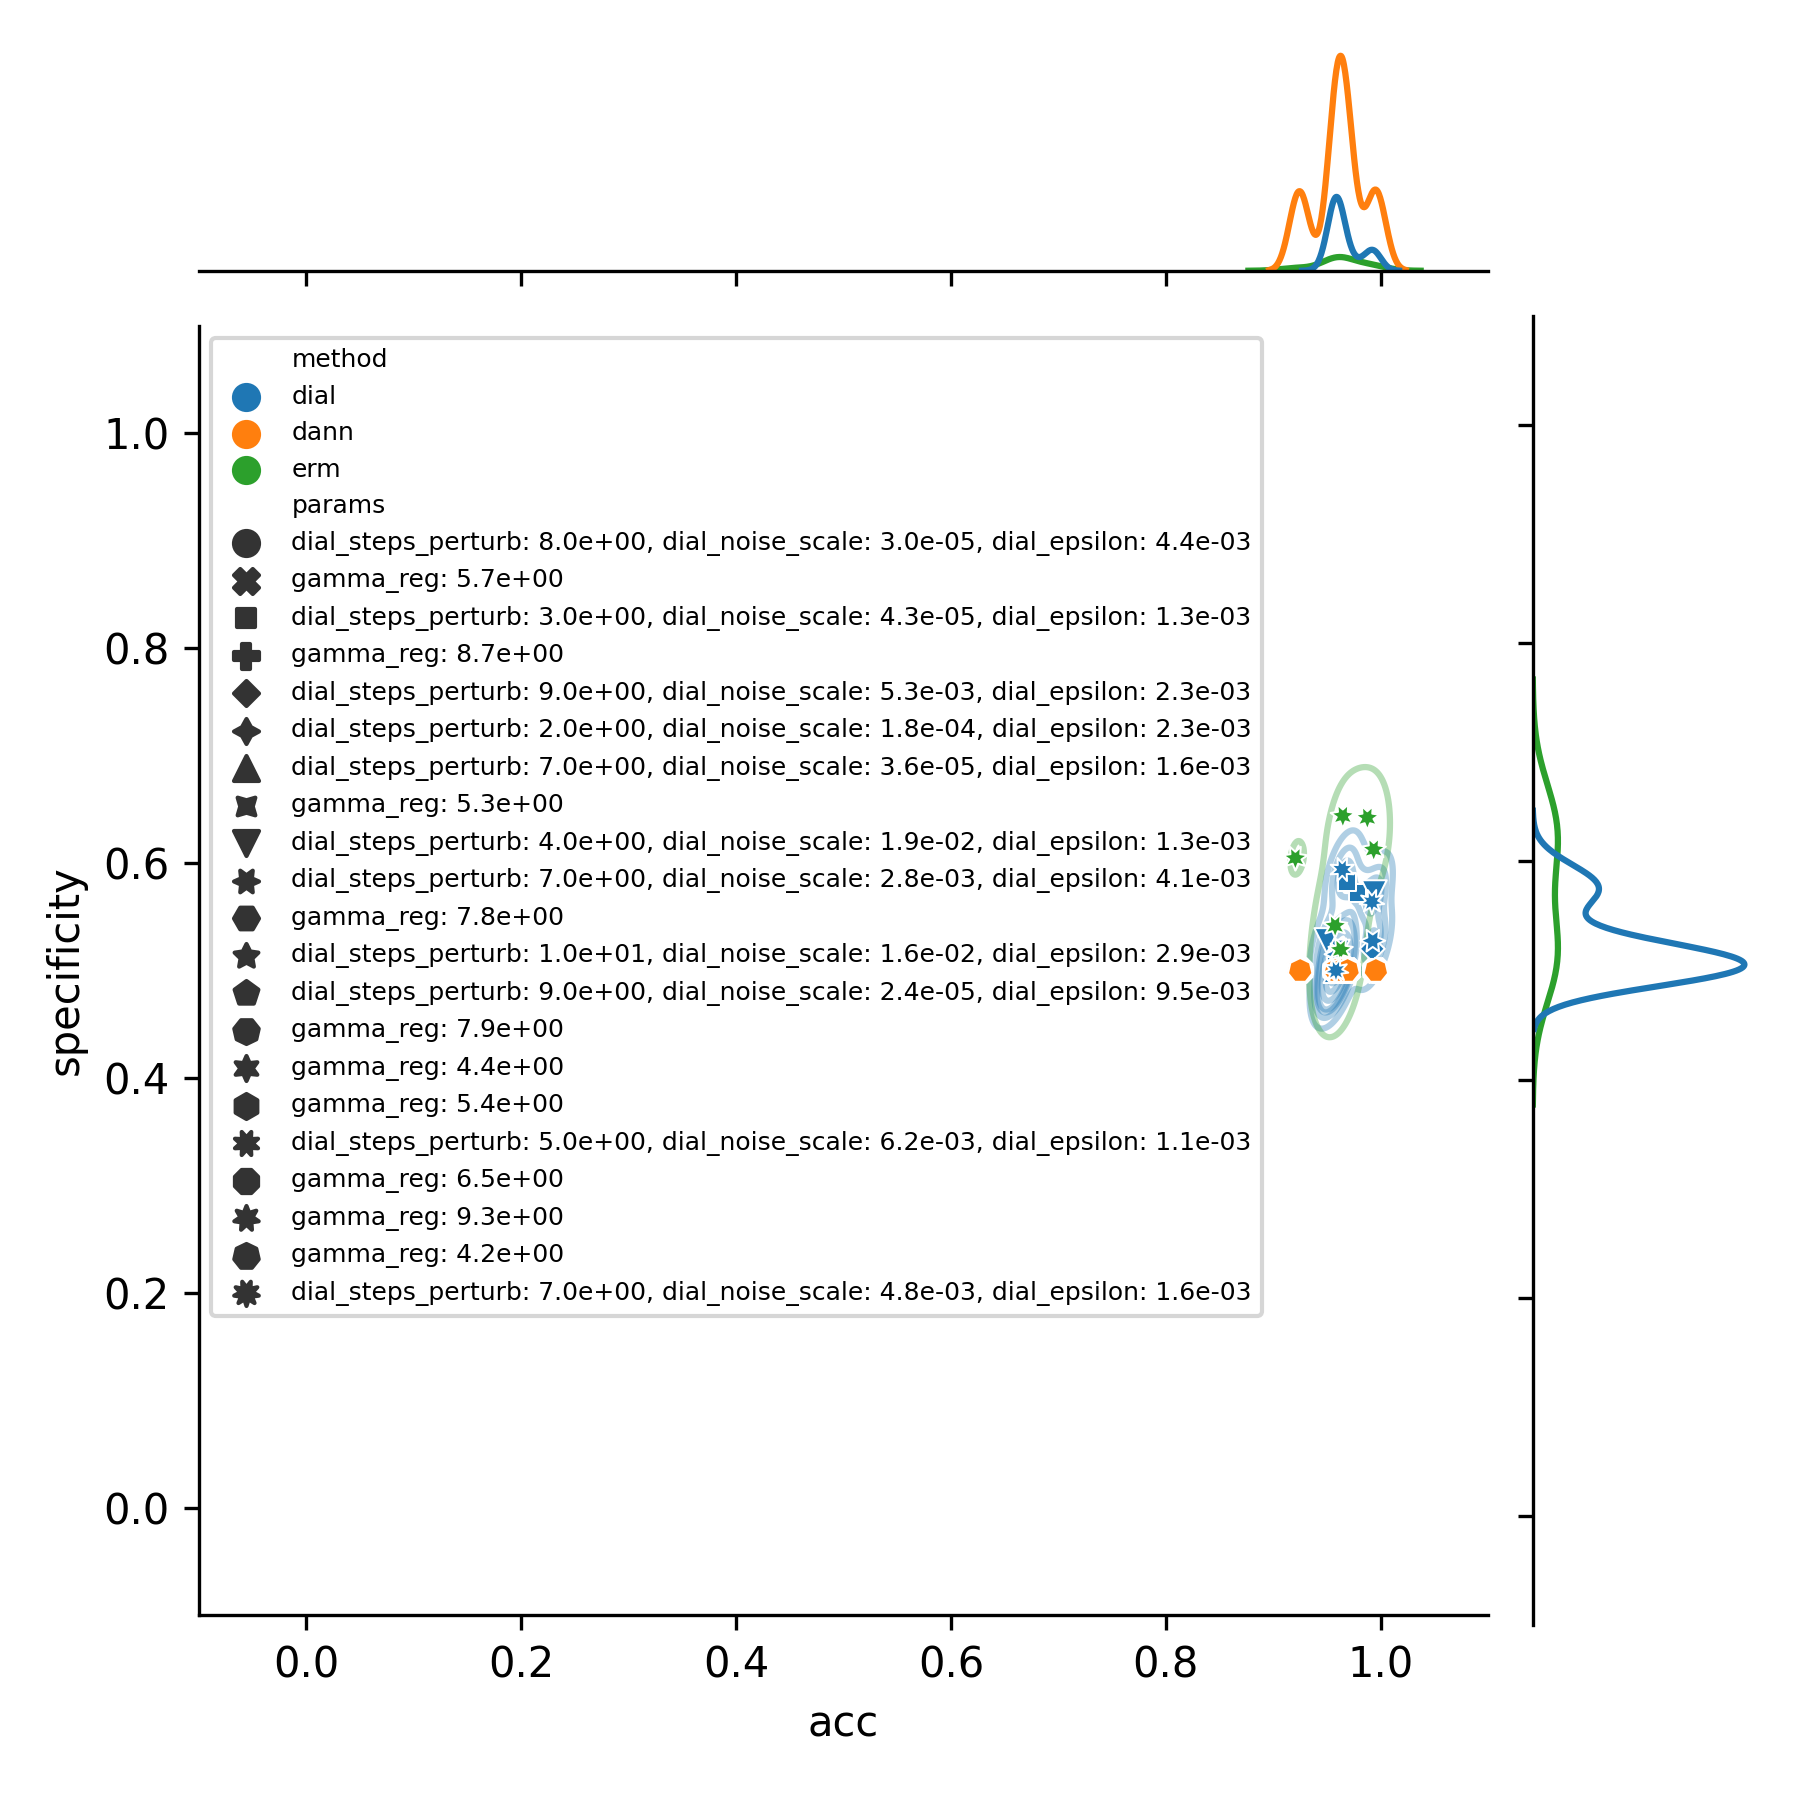 method
dial
dann
erm
params
dial_steps_perturb: 8.0e+00, dial_noise_scale: 3.0e-05, dial_epsilon: 4.4e-03
gamma_reg: 5.7e+00
dial_steps_perturb: 3.0e+00, dial_noise_scale: 4.3e-05, dial_epsilon: 1.3e-03
gamma_reg: 8.7e+00
dial_steps_perturb: 9.0e+00, dial_noise_scale: 5.3e-03, dial_epsilon: 2.3e-03
dial_steps_perturb: 2.0e+00, dial_noise_scale: 1.8e-04, dial_epsilon: 2.3e-03
dial_steps_perturb: 7.0e+00, dial_noise_scale: 3.6e-05, dial_epsilon: 1.6e-03
gamma_reg: 5.3e+00
dial_steps_perturb: 4.0e+00, dial_noise_scale: 1.9e-02, dial_epsilon: 1.3e-03
dial_steps_perturb: 7.0e+00, dial_noise_scale: 2.8e-03, dial_epsilon: 4.1e-03
gamma_reg: 7.8e+00
dial_steps_perturb: 1.0e+01, dial_noise_scale: 1.6e-02, dial_epsilon: 2.9e-03
dial_steps_perturb: 9.0e+00, dial_noise_scale: 2.4e-05, dial_epsilon: 9.5e-03
gamma_reg: 7.9e+00
gamma_reg: 4.4e+00
gamma_reg: 5.4e+00
dial_steps_perturb: 5.0e+00, dial_noise_scale: 6.2e-03, dial_epsilon: 1.1e-03
gamma_reg: 6.5e+00
gamma_reg: 9.3e+00
gamma_reg: 4.2e+00
dial_steps_perturb: 7.0e+00, dial_noise_scale: 4.8e-03, dial_epsilon: 1.6e-03
specificity
1.0
0.8
0.6
0.4
0.2
0.0
0.0 0.2 0.4 0.6 0.8 1.0
acc